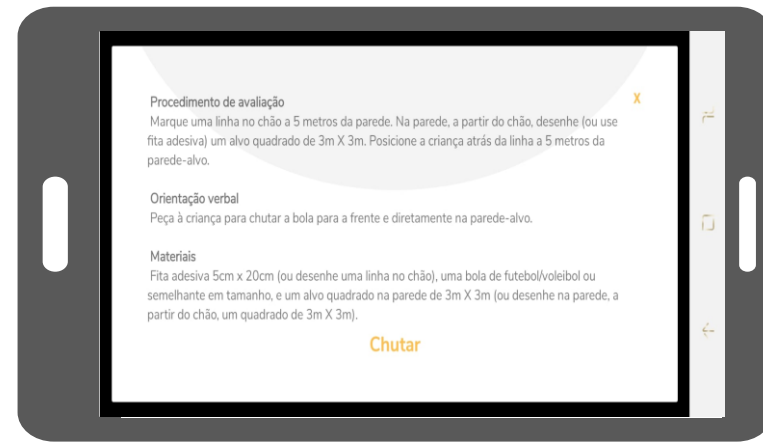 Procedimento de avaliação
X
Marque uma linha no chão a 5 metros da parede. Na parede, a partir do chão, desenhe (ou use
fita adesiva) um alvo quadrado de 3m X 3m. Posicione a criança atrás da linha a 5 metros da
parede-alvo.
Orientação verbal
Peça à criança para chutar a bola para a frente e diretamente na parede-alvo.
Materiais
Fita adesiva 5cm x 20cm (ou desenhe uma linha no chão), uma bola de futebol/voleibol ou
semelhante em tamanho, e um alvo quadrado na parede de 3m X 3m (ou desenhe na parede, a
partir do chão, um quadrado de 3m X 3m).
Chutar